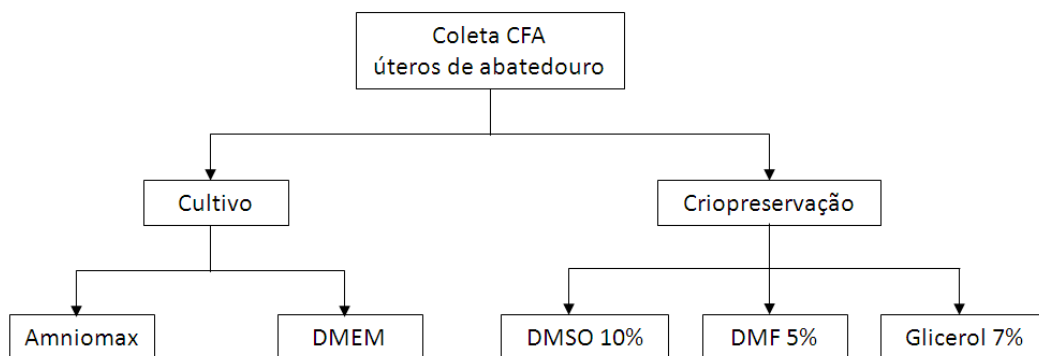 Coleta CFA
úteros de abatedouro
Cultivo
Criopreservação
Amniomax
DMEM
DMSO 10%
DMF 5%
Glicerol 7%